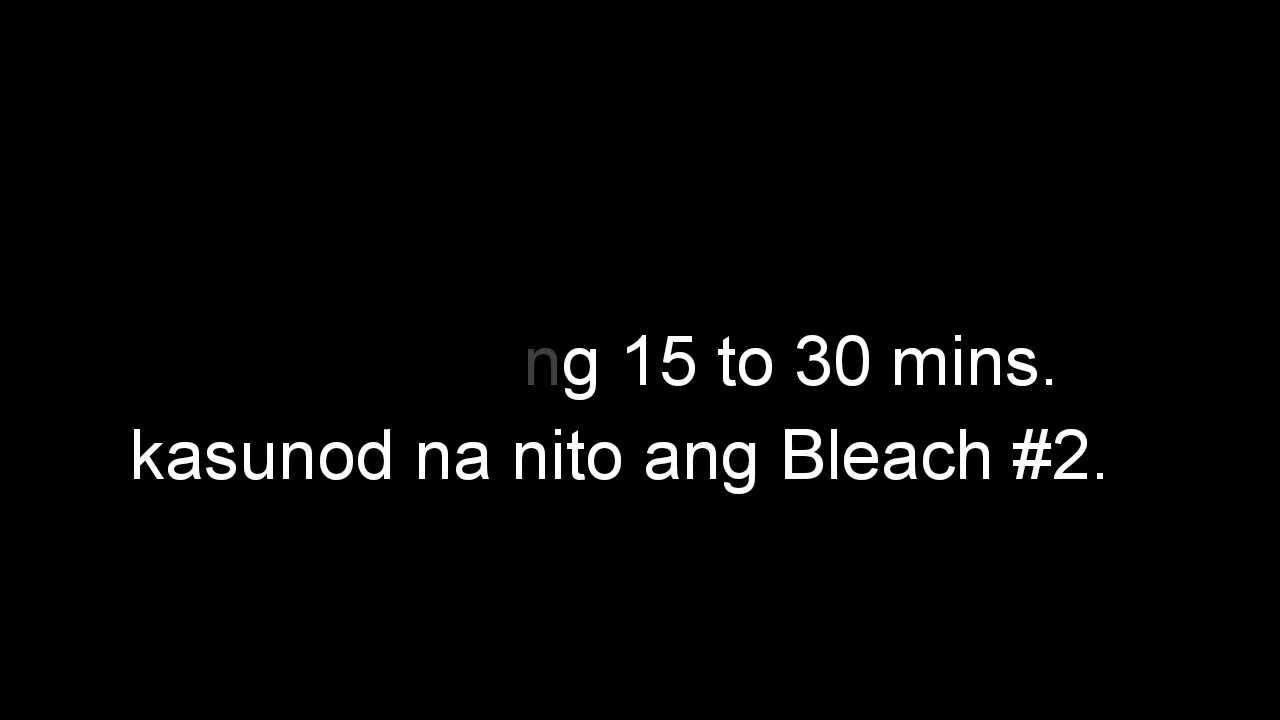 ng 15 to 30 mins.
kasunod na nito ang Bleach #2.